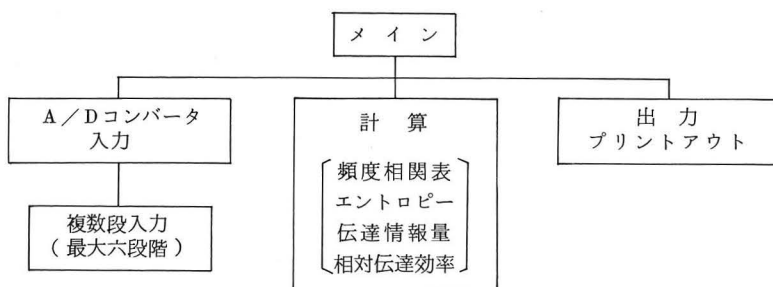 メイン
A/Dコンバータ
入力
複数段入力
(最大六段階)
計算
頻度相関表
エントロピー
伝達情報量
相対伝達効率
出力
プリントアウト